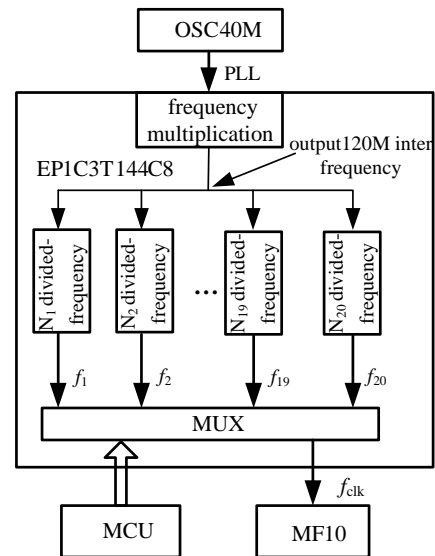 OSC40M
PLL
frequency
multiplication
output120M inter
frequency
EP1C3T144C8
N₁ divided-
frequency
N₂ divided-
frequency
...
N₁₉ divided-
frequency
N₂₀ divided-
frequency
f₁
f₂
f₁₉
f₂₀
MUX
fclk
MCU
MF10